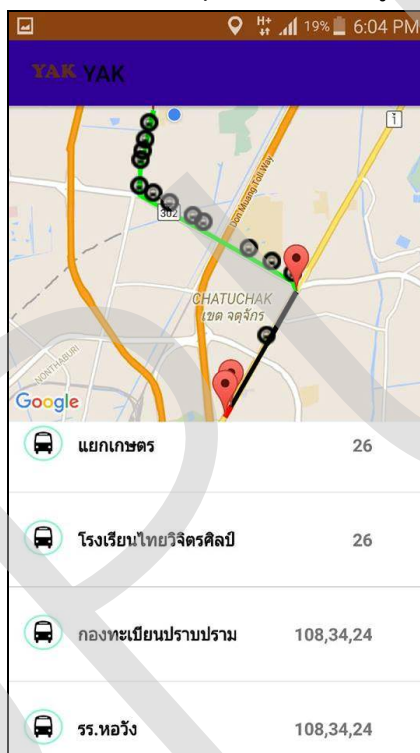 H+ 19% 6:04 PM
YAK YAK
1
302
Don Muang Toll Way
CHATUCHAK
เขต จตุจักร
NONTHABURI
Google
แยกเกษตร 26
โรงเรียนไทยวิจิตรศิลป์ 26
กองทะเบียนปราบปราม 108,34,24
รร.หอวัง 108,34,24